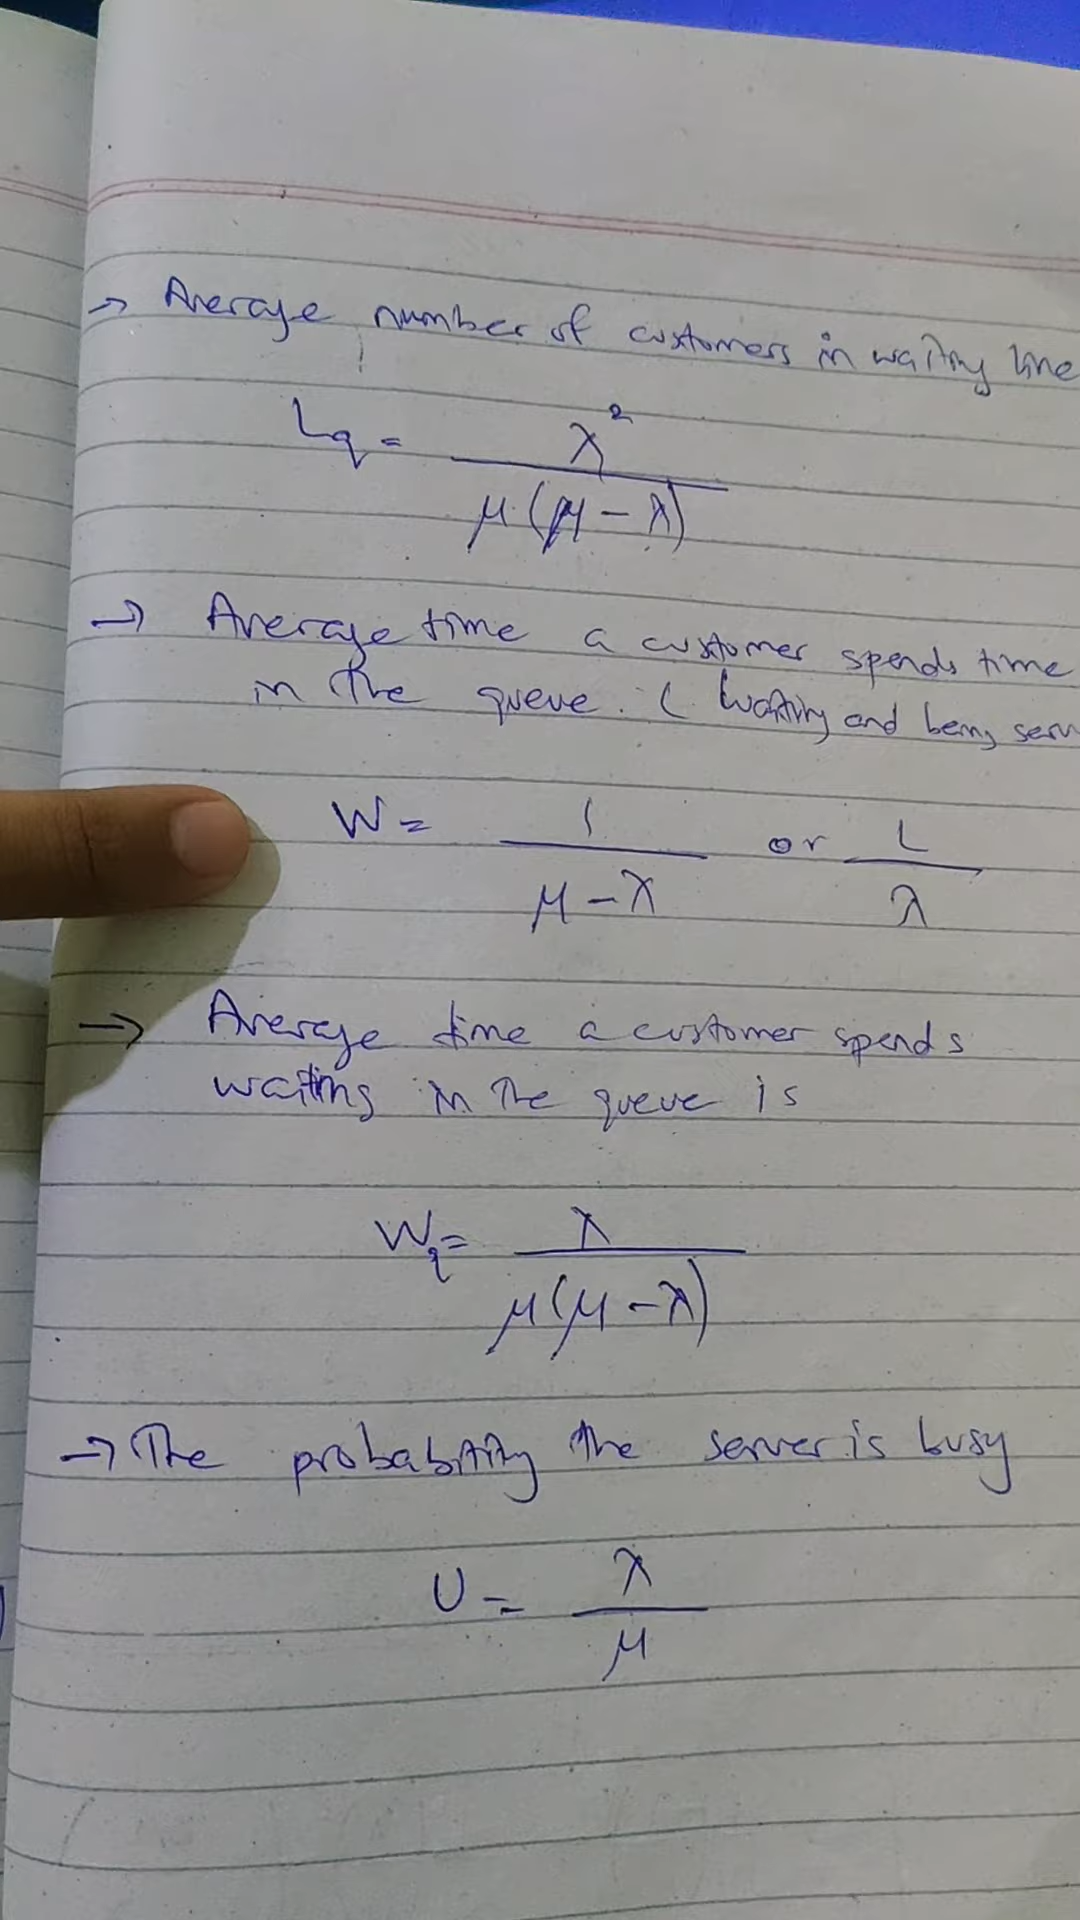 → Average number of customers in waiting line
Lq = λ² / μ(μ - λ)
→ Average time a customer spends time
in the queue. ( Waiting and being serv
W = 1 / μ - λ or L / λ
→ Average time a customer spends
waiting in the queue is
Wq = λ / μ(μ - λ)
→ The probability the server is busy
U = λ / μ